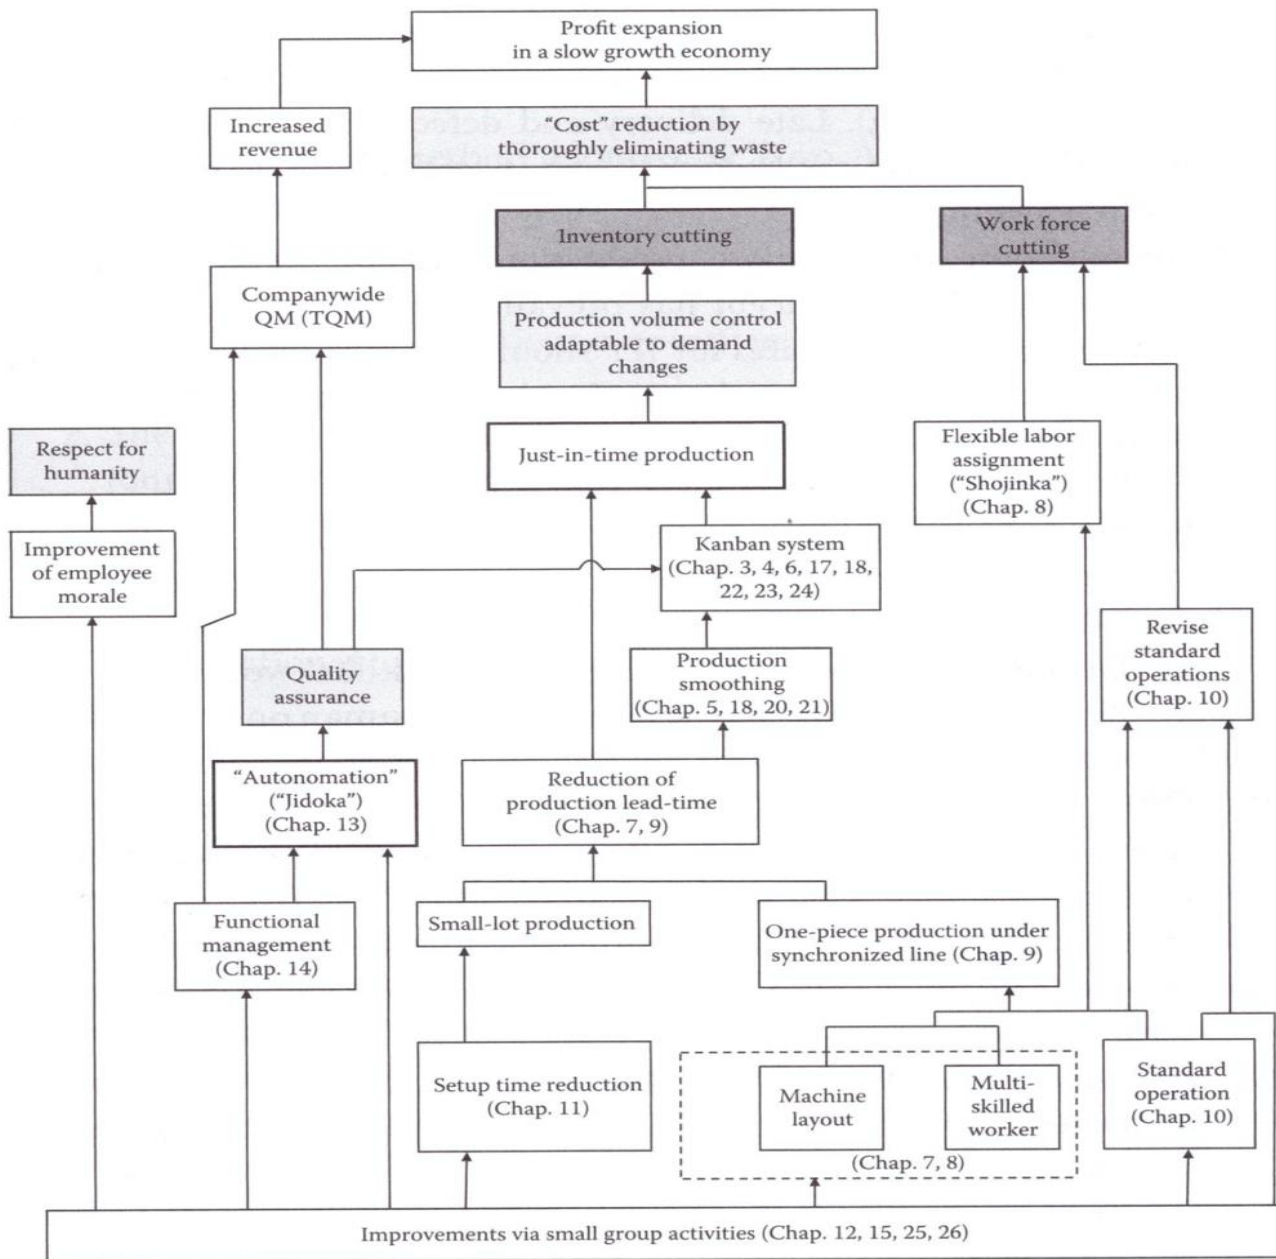 Profit expansion
in a slow growth economy
Increased
revenue
“Cost” reduction by
thoroughly eliminating waste
Inventory cutting
Work force
cutting
Companywide
QM (TQM)
Production volume control
adaptable to demand
changes
Respect for
humanity
Just-in-time production
Flexible labor
assignment
(“Shojinka”)
(Chap. 8)
Improvement
of employee
morale
Kanban system
(Chap. 3, 4, 6, 17, 18,
22, 23, 24)
Revise
standard
operations
(Chap. 10)
Quality
assurance
Production
smoothing
(Chap. 5, 18, 20, 21)
“Autonomation”
(“Jidoka”)
(Chap. 13)
Reduction of
production lead-time
(Chap. 7, 9)
Functional
management
(Chap. 14)
Small-lot production
One-piece production under
synchronized line (Chap. 9)
Setup time reduction
(Chap. 11)
Machine
layout
Multi-
skilled
worker
(Chap. 7, 8)
Standard
operation
(Chap. 10)
Improvements via small group activities (Chap. 12, 15, 25, 26)